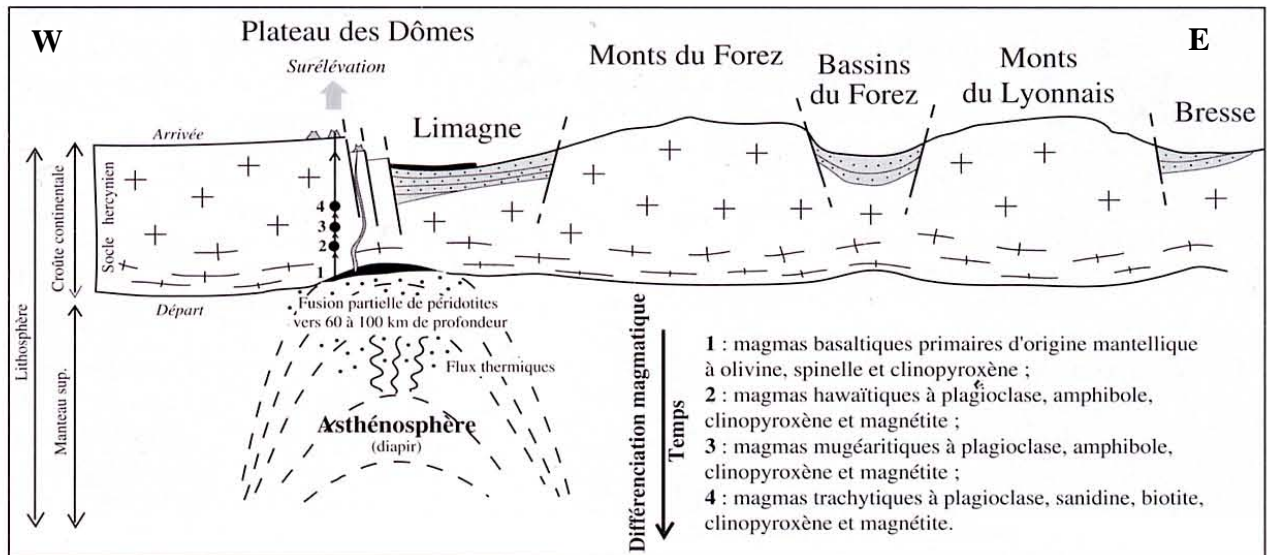 W
E
Plateau des Dômes
Surélévation
Monts du Forez
Bassins
du Forez
Monts
du Lyonnais
Bresse
Limagne
Arrivée
Départ
Lithosphère
Croûte continentale
Socle hercynien
Manteau sup.
4
3
2
1
Fusion partielle de péridotites
vers 60 à 100 km de profondeur
Flux thermiques
Asthénosphère
(diapir)
Différenciation magmatique
Temps
1 : magmas basaltiques primaires d'origine mantellique
à olivine, spinelle et clinopyroxène ;
2 : magmas hawaïtiques à plagioclase, amphibole,
clinopyroxène et magnétite ;
3 : magmas mugéaritiques à plagioclase, amphibole,
clinopyroxène et magnétite ;
4 : magmas trachytiques à plagioclase, sanidine, biotite,
clinopyroxène et magnétite.